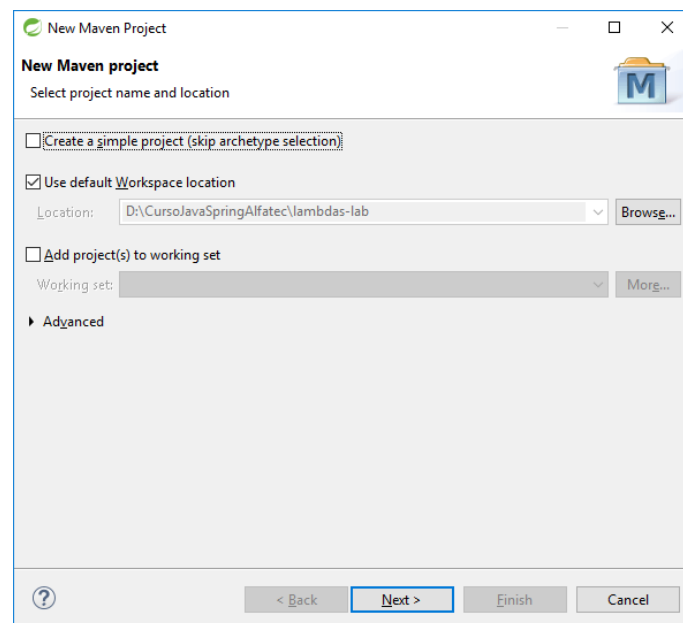 New Maven Project
New Maven project
Select project name and location
M
Create a simple project (skip archetype selection)
Use default Workspace location
Location: D:\CursoJavaSpringAlfatec\lambdas-lab Browse...
Add project(s) to working set
Working set: More...
Advanced
? < Back Next > Finish Cancel